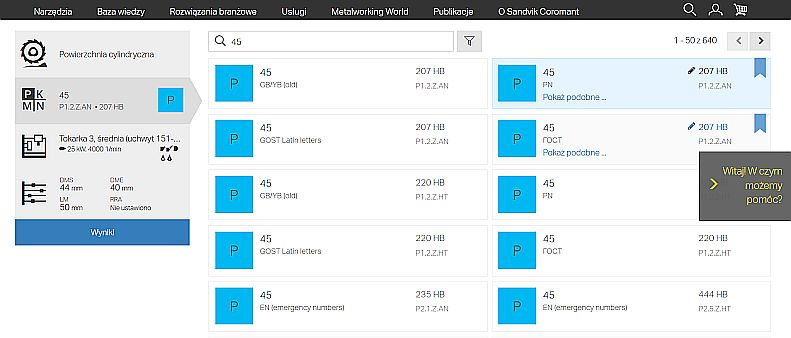 Narzędzia Baza wiedzy Rozwiązania branżowe Usługi Metalworking World Publikacje O Sandvik Coromant
Powierzchnia cylindryczna
P K
M N
45
P1.2.Z.AN • 207 HB
P
Tokarka 3, średnia (uchwyt 151-...
25 kW, 4000 1/min
DMS
44 mm
DME
40 mm
LM
50 mm
RRA
Nie ustawiono
Wyniki
45
1 - 50 z 640
P
45
GB/YB (old)
207 HB
P1.2.Z.AN
P
45
PN
Pokaż podobne ...
207 HB
P1.2.Z.AN
P
45
GOST Latin letters
207 HB
P1.2.Z.AN
P
45
ГОСТ
Pokaż podobne ...
207 HB
P1.2.Z.AN
P
45
GB/YB (old)
220 HB
P1.2.Z.HT
P
45
PN
Witaj! W czym
możemy
pomóc?
P
45
GOST Latin letters
220 HB
P1.2.Z.HT
P
45
ГОСТ
220 HB
P1.2.Z.HT
P
45
EN (emergency numbers)
235 HB
P2.1.Z.AN
P
45
EN (emergency numbers)
444 HB
P2.5.Z.HT